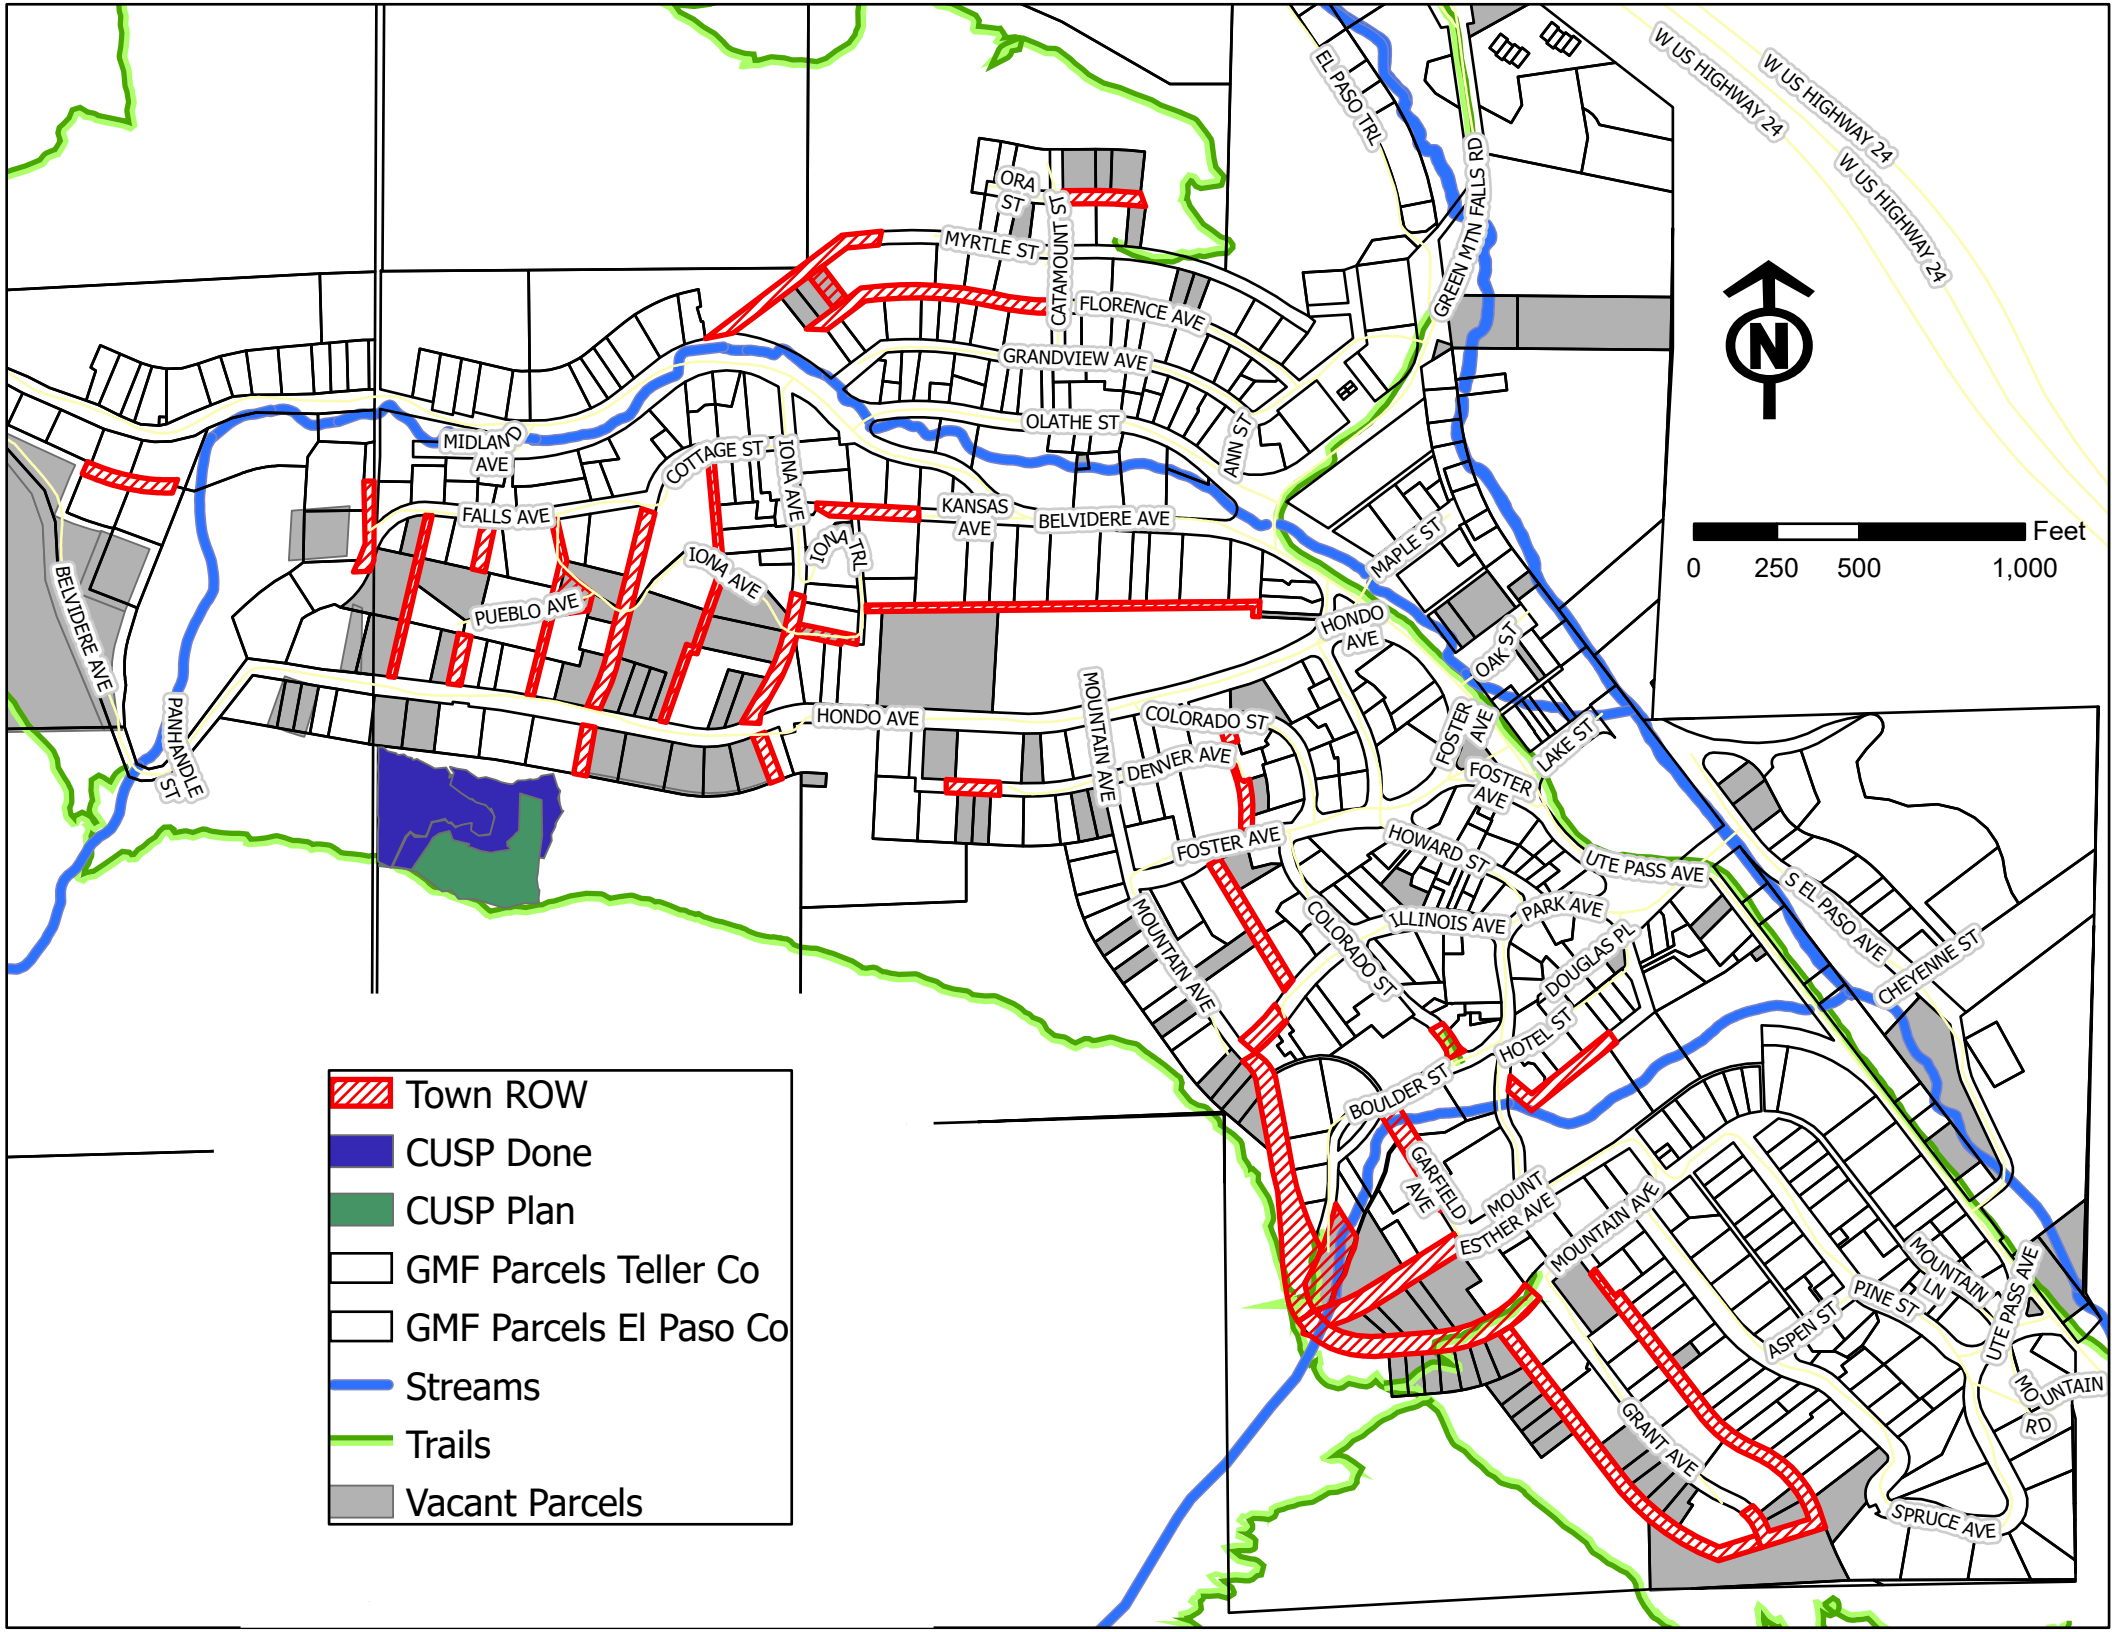 W US HIGHWAY 24
W US HIGHWAY 24
W US HIGHWAY 24
EL PASO TRL
GREEN MTN FALLS RD
ORA
ST
CATAMOUNT ST
MYRTLE ST
FLORENCE AVE
GRANDVIEW AVE
OLATHE ST
ANN ST
N
MIDLAND
AVE
COTTAGE ST
IONA AVE
FALLS AVE
KANSAS
AVE
BELVIDERE AVE
IONA TRL
IONA AVE
PUEBLO AVE
BELVIDERE AVE
PANHANDLE
ST
MAPLE ST
HONDO
AVE
OAK ST
Feet
0 250 500 1,000
HONDO AVE
MOUNTAIN AVE
COLORADO ST
DENVER AVE
FOSTER
AVE
LAKE ST
FOSTER
AVE
FOSTER AVE
HOWARD ST
UTE PASS AVE
S EL PASO AVE
CHEYENNE ST
MOUNTAIN AVE
COLORADO ST
ILLINOIS AVE
PARK AVE
DOUGLAS PL
HOTEL ST
BOULDER ST
GARFIELD
AVE
MOUNT
ESTHER AVE
MOUNTAIN AVE
MOUNTAIN
LN
PINE ST
ASPEN ST
UTE PASS AVE
MOUNTAIN
RD
GRANT AVE
SPRUCE AVE
Town ROW
CUSP Done
CUSP Plan
GMF Parcels Teller Co
GMF Parcels El Paso Co
Streams
Trails
Vacant Parcels